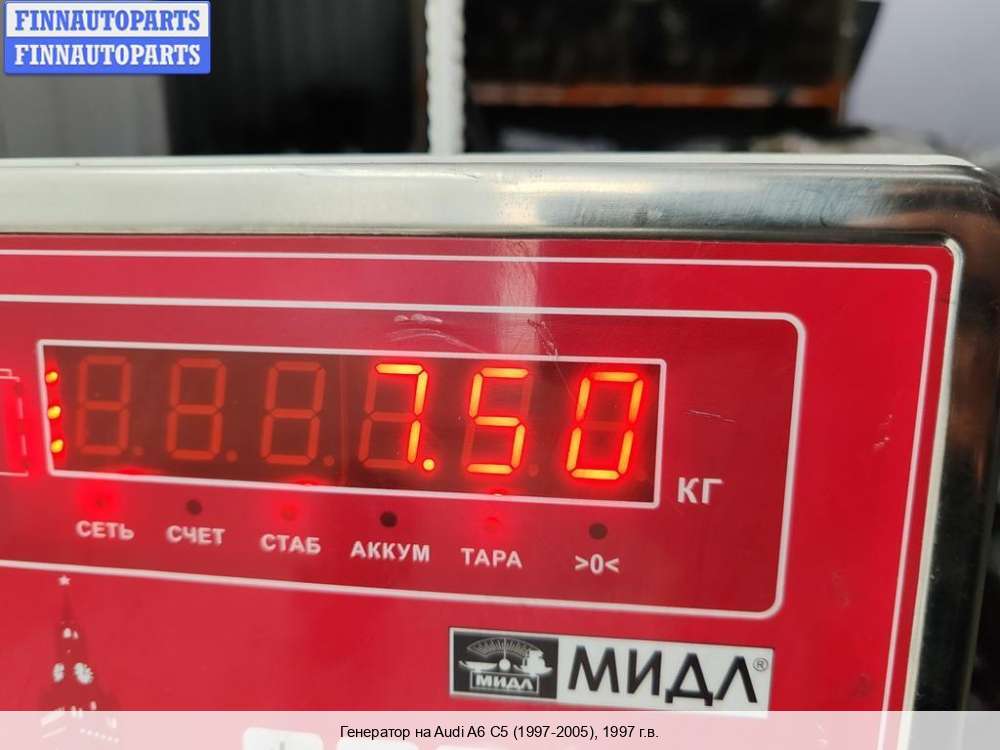 FINNAUTOPARTS
FINNAUTOPARTS
7.50
КГ
СЕТЬ СЧЕТ СТАБ АККУМ ТАРА >0<
МИДЛ МИДЛ®
Генератор на Audi A6 C5 (1997-2005), 1997 г.в.